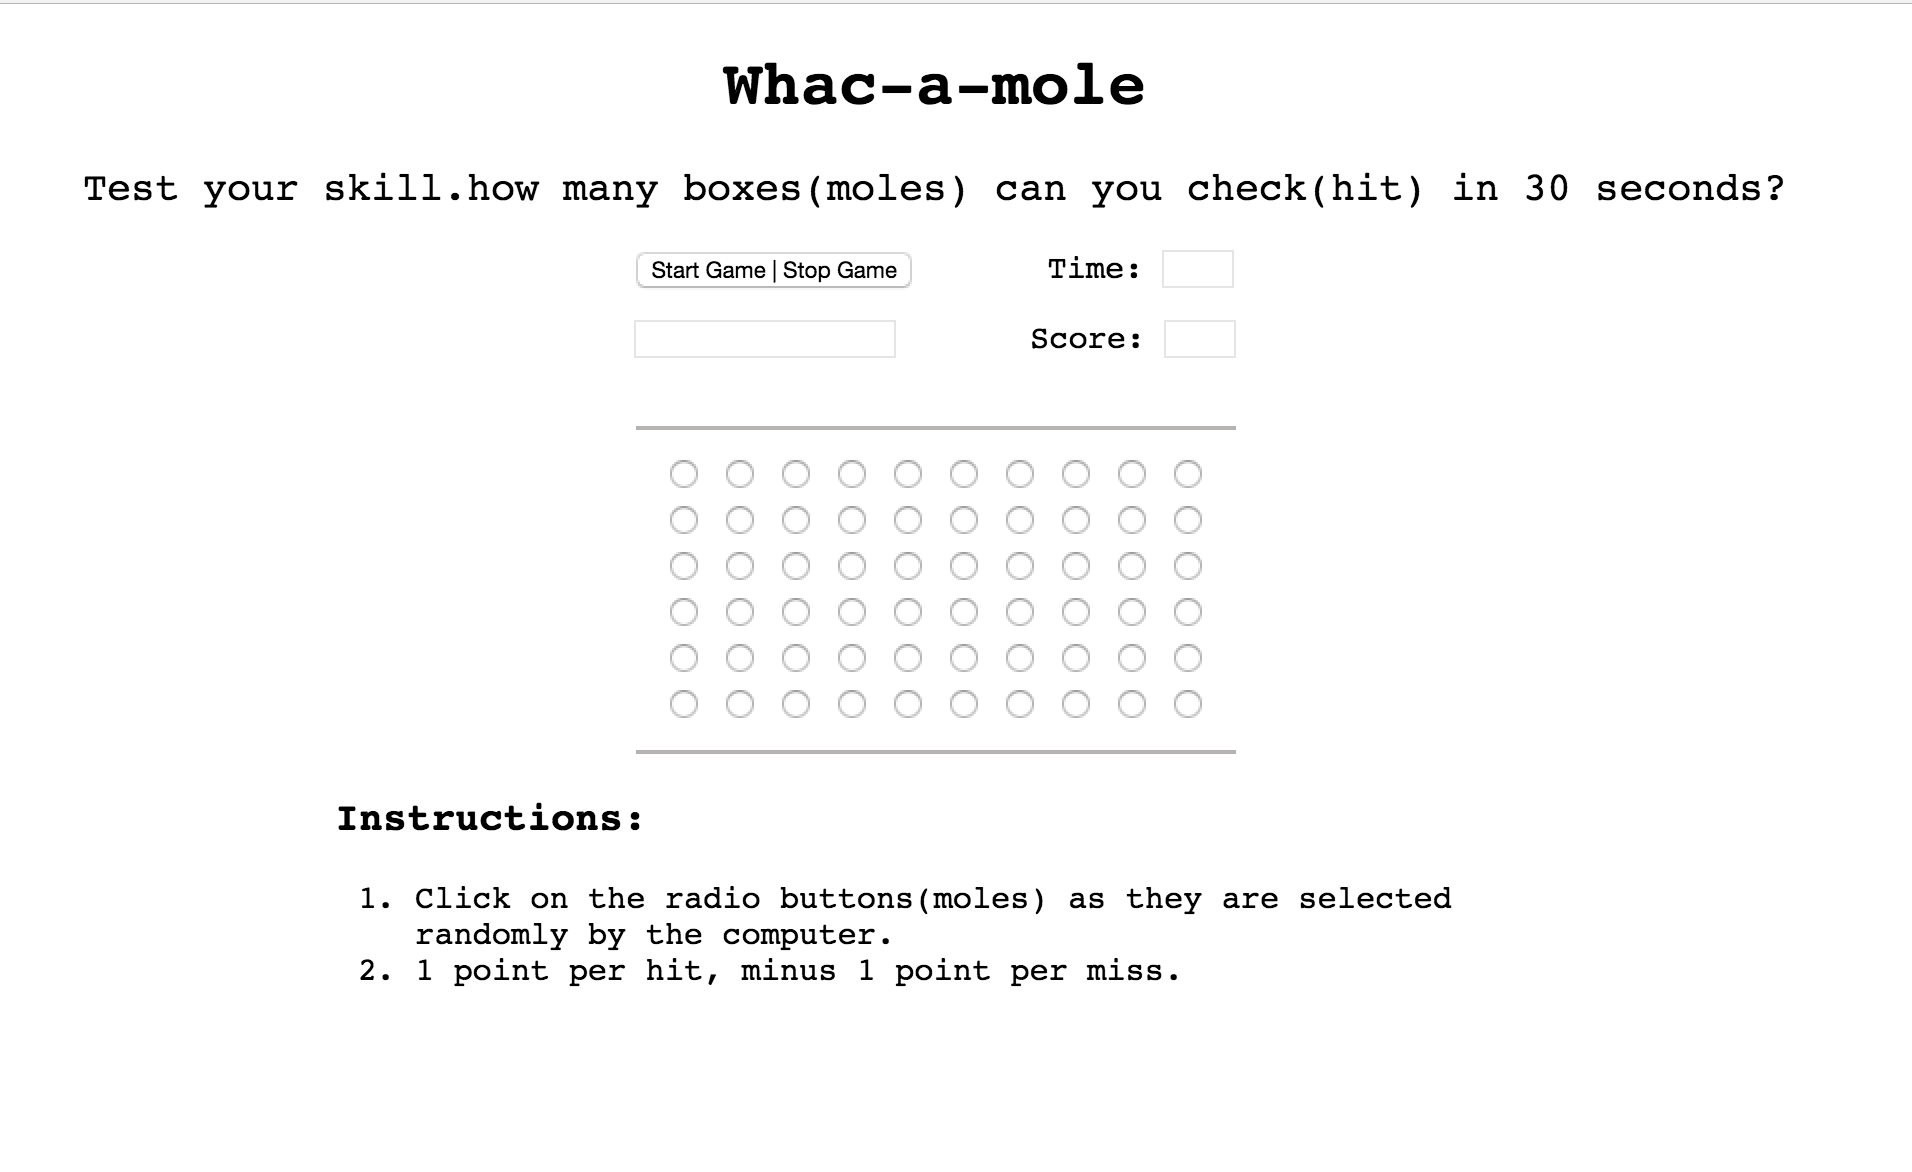 Whac-a-mole
Test your skill.how many boxes(moles) can you check(hit) in 30 seconds?
Start Game | Stop Game
Time:
Score:
Instructions:
1. Click on the radio buttons(moles) as they are selected
randomly by the computer.
2. 1 point per hit, minus 1 point per miss.